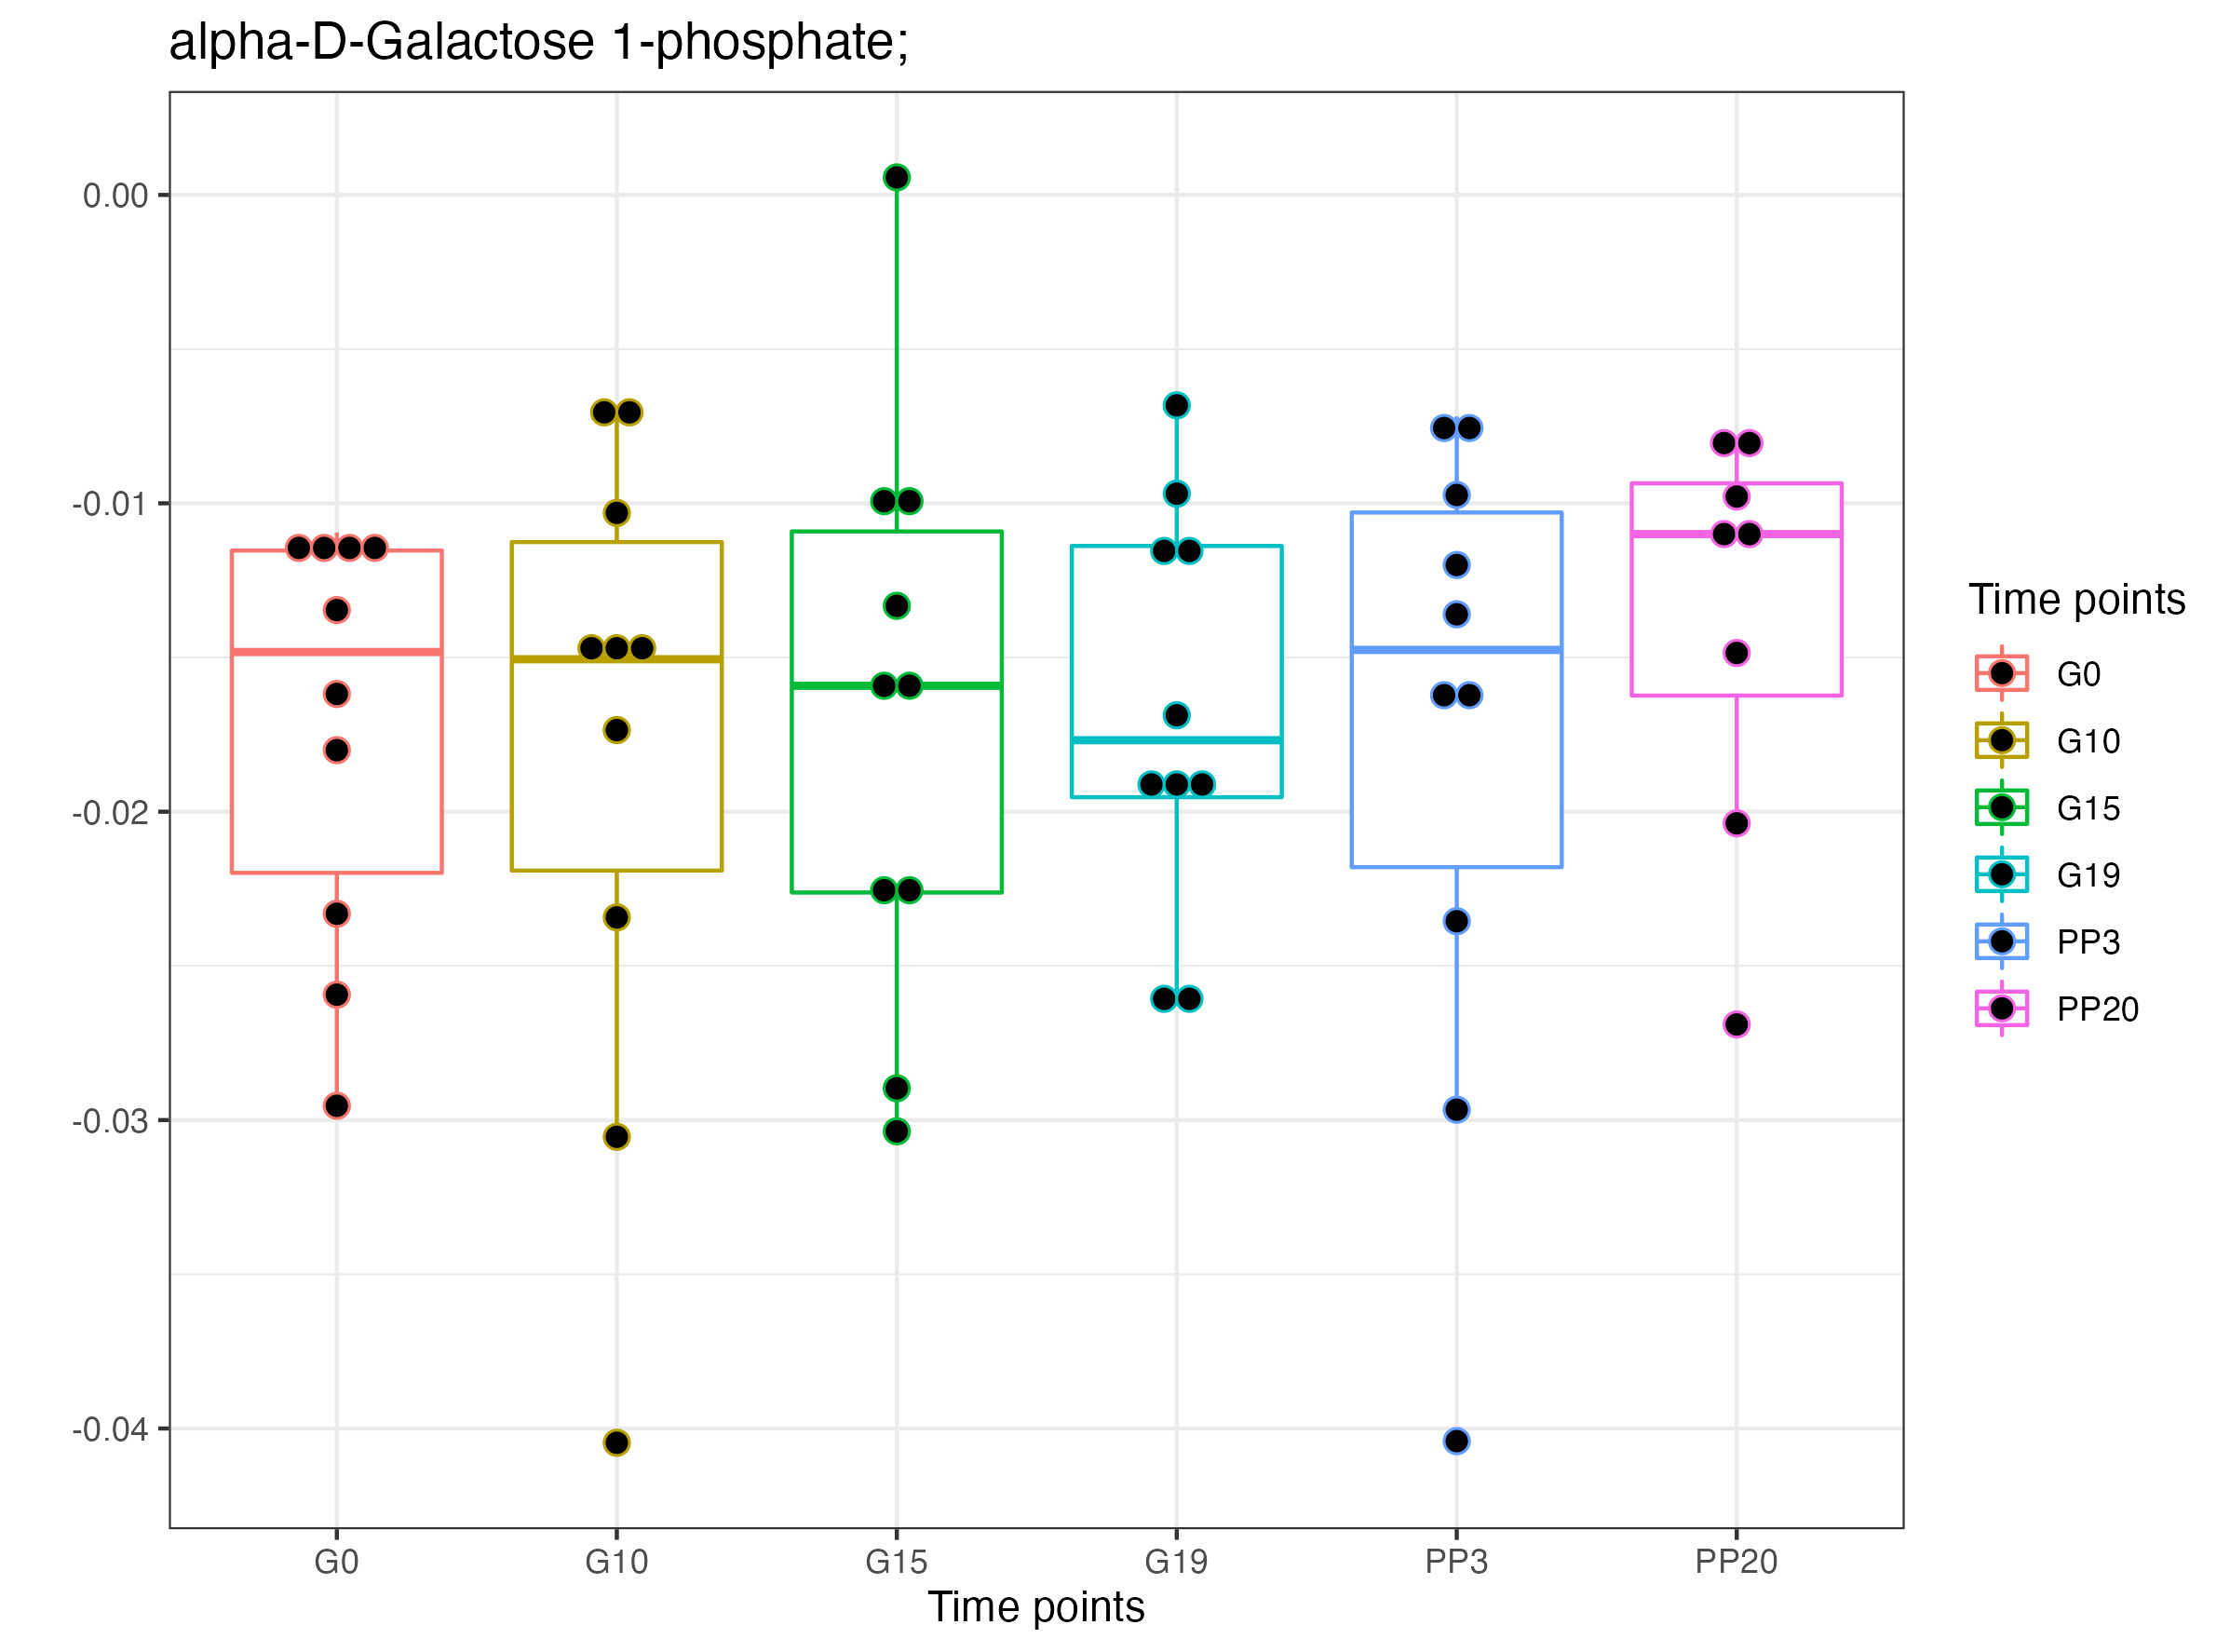 alpha-D-Galactose 1-phosphate;
0.00
-0.01
-0.02
-0.03
-0.04
G0 G10 G15 G19 PP3 PP20
Time points
Time points
G0
G10
G15
G19
PP3
PP20